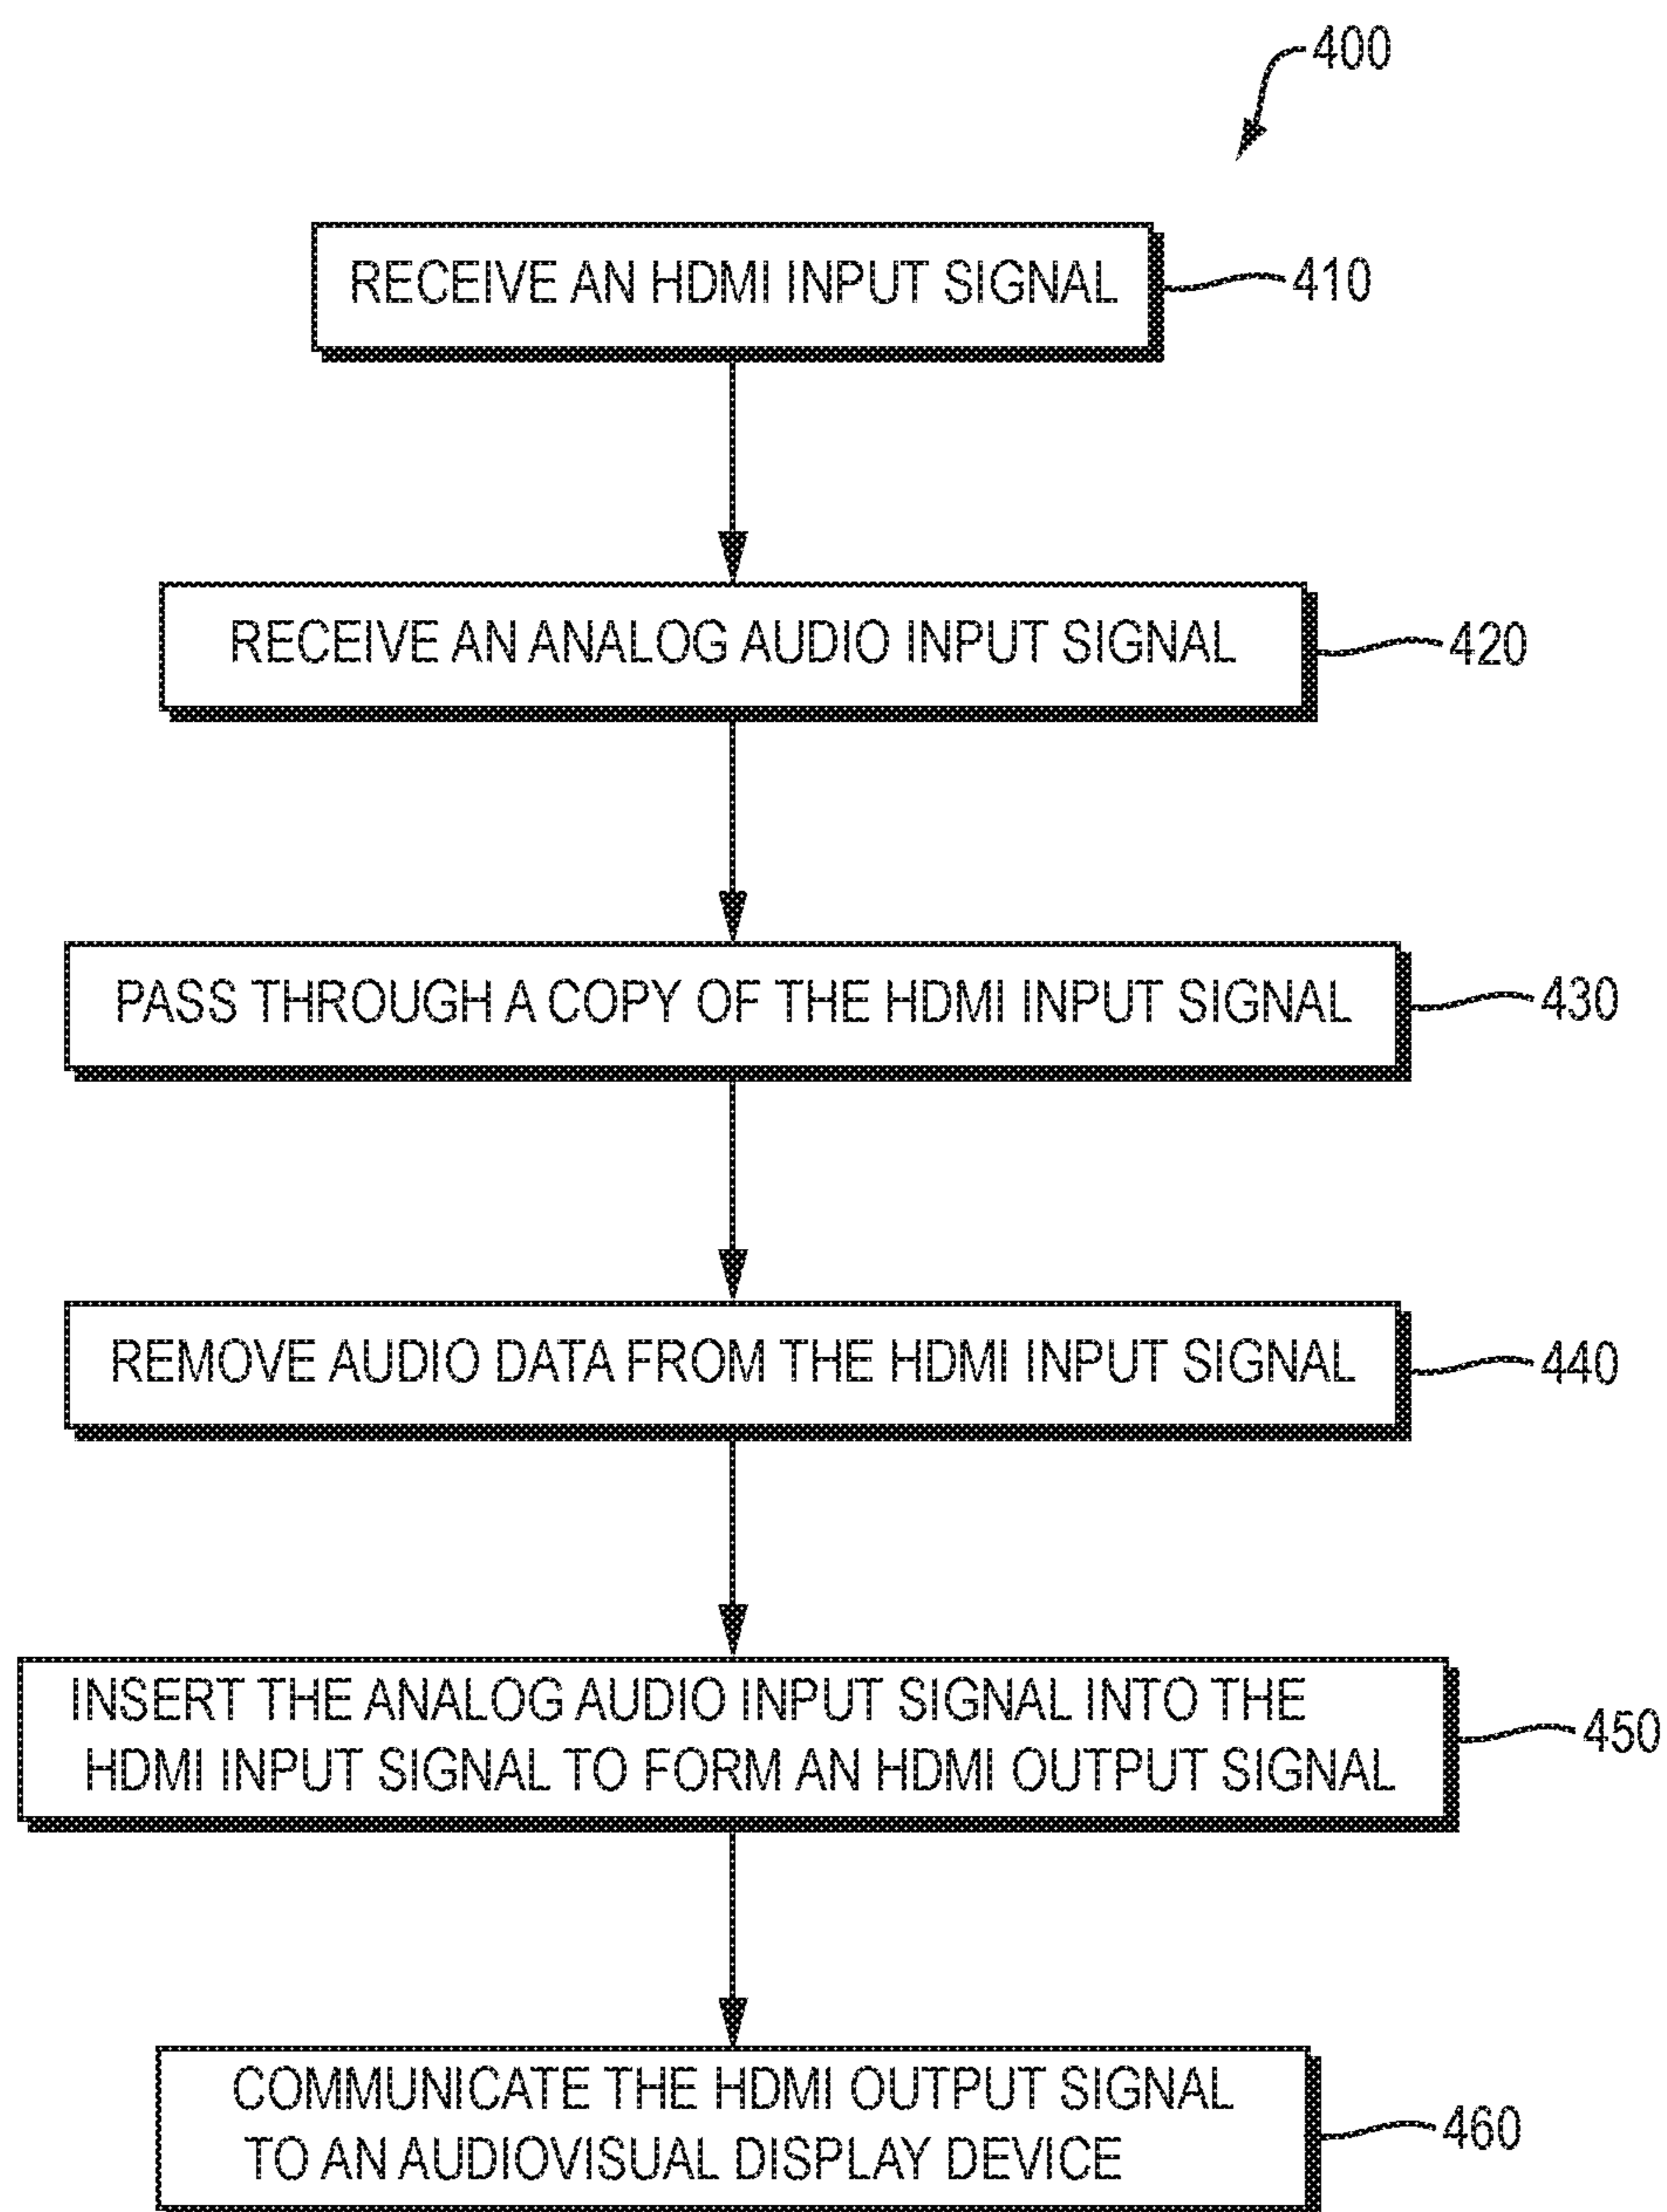 400
RECEIVE AN HDMI INPUT SIGNAL
410
RECEIVE AN ANALOG AUDIO INPUT SIGNAL
420
PASS THROUGH A COPY OF THE HDMI INPUT SIGNAL
430
REMOVE AUDIO DATA FROM THE HDMI INPUT SIGNAL
440
INSERT THE ANALOG AUDIO INPUT SIGNAL INTO THE
HDMI INPUT SIGNAL TO FORM AN HDMI OUTPUT SIGNAL
450
COMMUNICATE THE HDMI OUTPUT SIGNAL
TO AN AUDIOVISUAL DISPLAY DEVICE
460